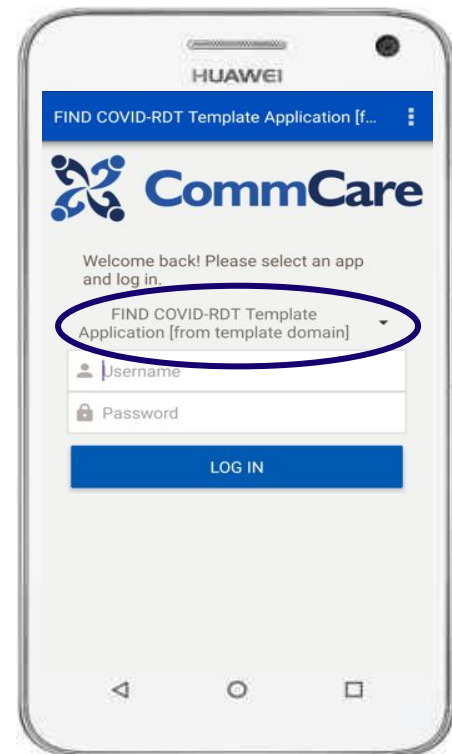 HUAWEI
FIND COVID-RDT Template Application [f...
CommCare
Welcome back! Please select an app
and log in.
FIND COVID-RDT Template
Application [from template domain]
Username
Password
LOG IN